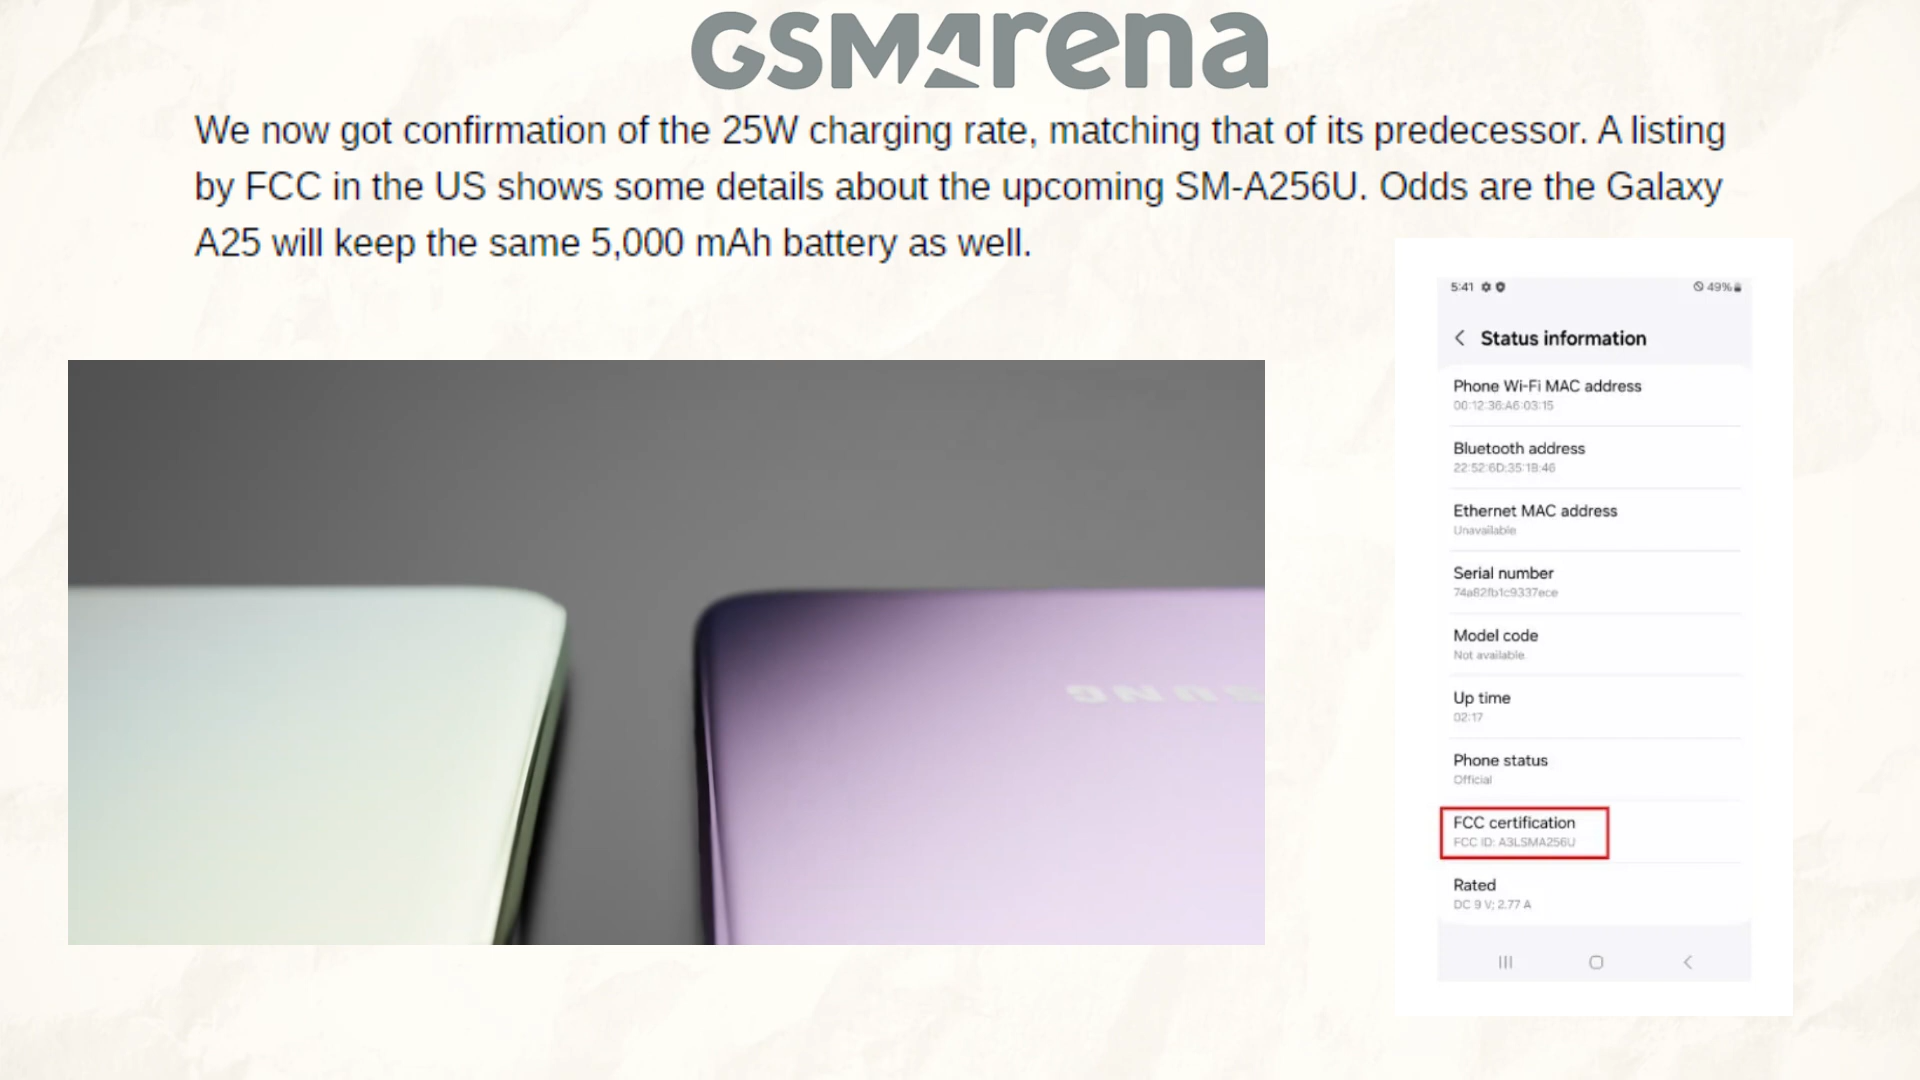 GSMArena
We now got confirmation of the 25W charging rate, matching that of its predecessor. A listing
by FCC in the US shows some details about the upcoming SM-A256U. Odds are the Galaxy
A25 will keep the same 5,000 mAh battery as well.
5:41 49%
Status information
Phone Wi-Fi MAC address
00:12:36:A6:03:15
Bluetooth address
22:52:6D:35:1B:46
Ethernet MAC address
Unavailable
Serial number
74a82fb1c9337ece
Model code
Not available.
Up time
02:17
Phone status
Official
FCC certification
FCC ID: A3LSMA256U
Rated
DC 9 V; 2.77 A